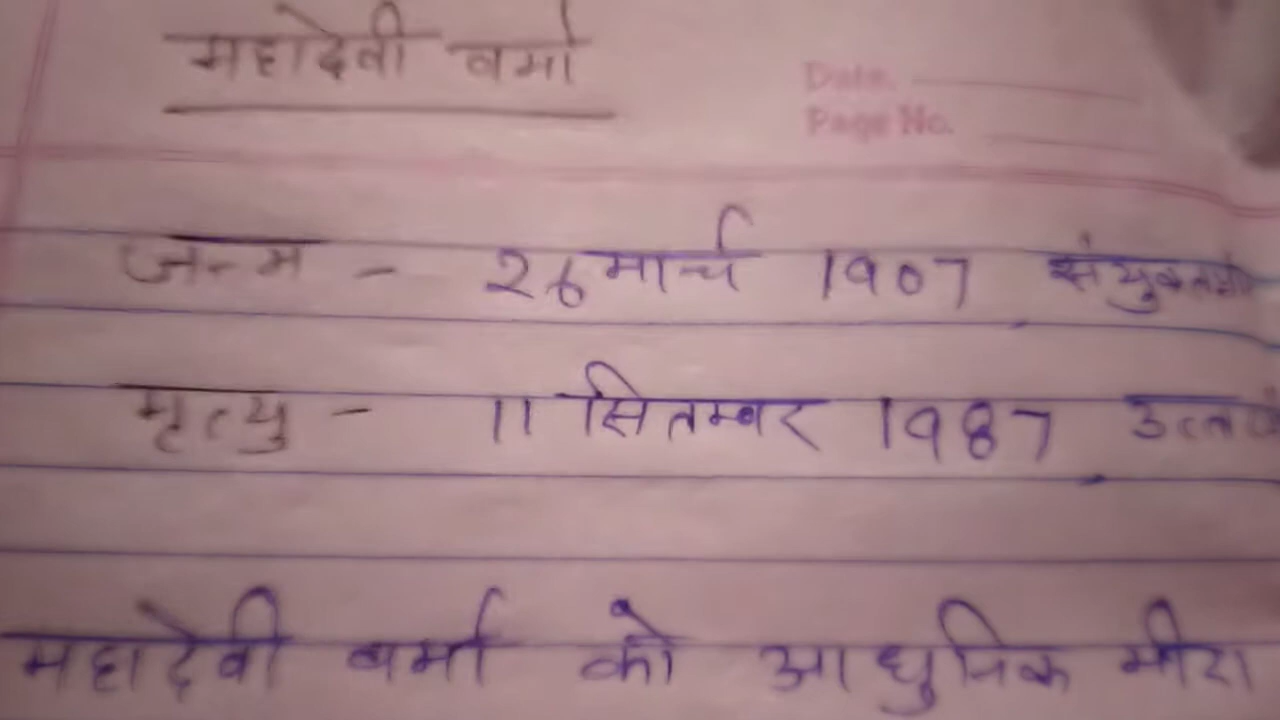 महादेवी वर्मा
Date.
Page No.
जन्म - 26 मार्च 1907
मृत्यु - 11 सितम्बर 1987
महादेवी वर्मा को आधुनिक मीरा